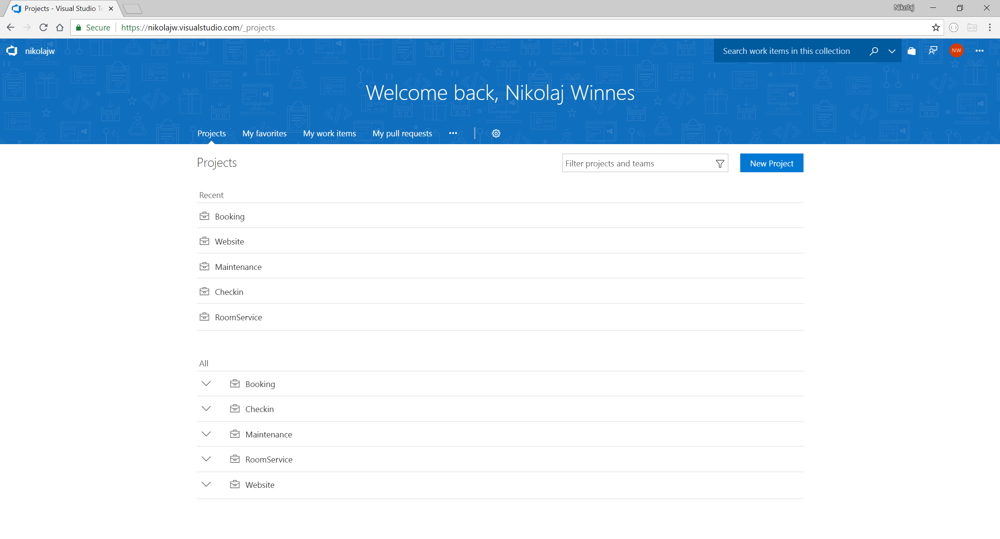 Projects - Visual Studio Te
Nikolaj
Secure https://nikolajw.visualstudio.com/_projects
nikolajw
Search work items in this collection
NW
Welcome back, Nikolaj Winnes
Projects My favorites My work items My pull requests
Projects
Filter projects and teams
New Project
Recent
Booking
Website
Maintenance
Checkin
RoomService
All
Booking
Checkin
Maintenance
RoomService
Website